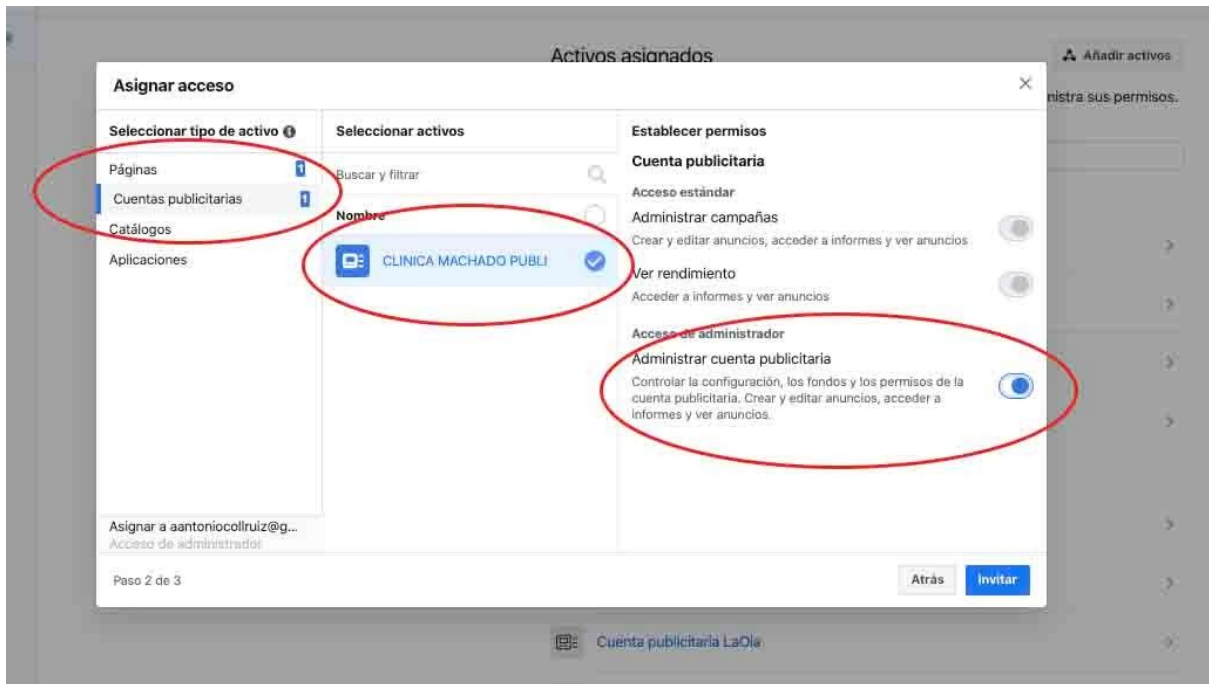 Activos asignados
Añadir activos
nistra sus permisos.
Asignar acceso
Seleccionar tipo de activo
Páginas 1
Cuentas publicitarias 1
Catálogos
Aplicaciones
Asignar a aantoniocollruiz@g...
Acceso de administrador
Seleccionar activos
Buscar y filtrar
Nombre
CLINICA MACHADO PUBLI
Establecer permisos
Cuenta publicitaria
Acceso estándar
Administrar campañas
Crear y editar anuncios, acceder a informes y ver anuncios
Ver rendimiento
Acceder a informes y ver anuncios
Acceso de administrador
Administrar cuenta publicitaria
Controlar la configuración, los fondos y los permisos de la
cuenta publicitaria. Crear y editar anuncios, acceder a
informes y ver anuncios.
Paso 2 de 3
Atrás
Invitar
Cuenta publicitaria LaOla